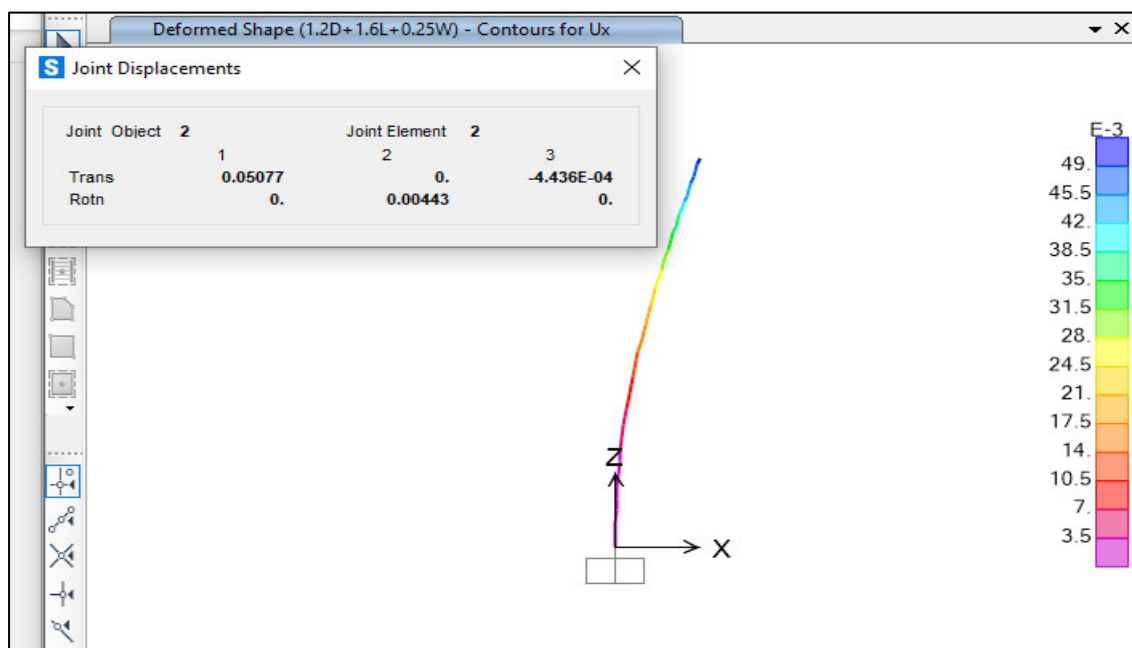 Deformed Shape (1.2D+1.6L+0.25W) - Contours for Ux
S Joint Displacements
Joint Object 2 Joint Element 2
1 2 3
Trans 0.05077 0. -4.436E-04
Rotn 0. 0.00443 0.
E-3
49.
45.5
42.
38.5
35.
31.5
28.
24.5
21.
17.5
14.
10.5
7.
3.5
Z
X